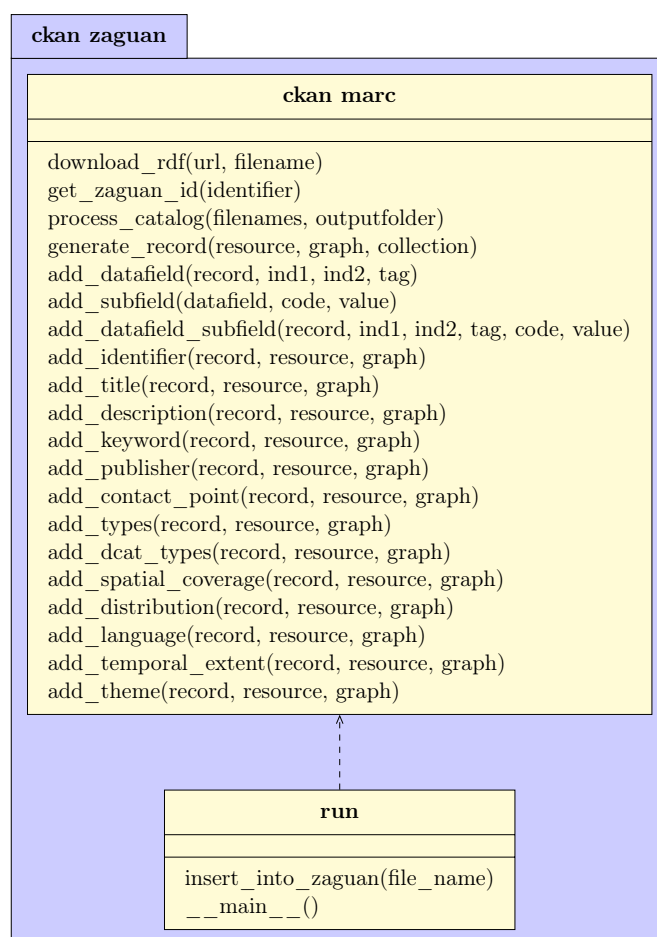 ckan zaguan
ckan marc
download_rdf(url, filename)
get_zaguan_id(identifier)
process_catalog(filenames, outputfolder)
generate_record(resource, graph, collection)
add_datafield(record, ind1, ind2, tag)
add_subfield(datafield, code, value)
add_datafield_subfield(record, ind1, ind2, tag, code, value)
add_identifier(record, resource, graph)
add_title(record, resource, graph)
add_description(record, resource, graph)
add_keyword(record, resource, graph)
add_publisher(record, resource, graph)
add_contact_point(record, resource, graph)
add_types(record, resource, graph)
add_dcat_types(record, resource, graph)
add_spatial_coverage(record, resource, graph)
add_distribution(record, resource, graph)
add_language(record, resource, graph)
add_temporal_extent(record, resource, graph)
add_theme(record, resource, graph)
run
insert_into_zaguan(file_name)
__main__()